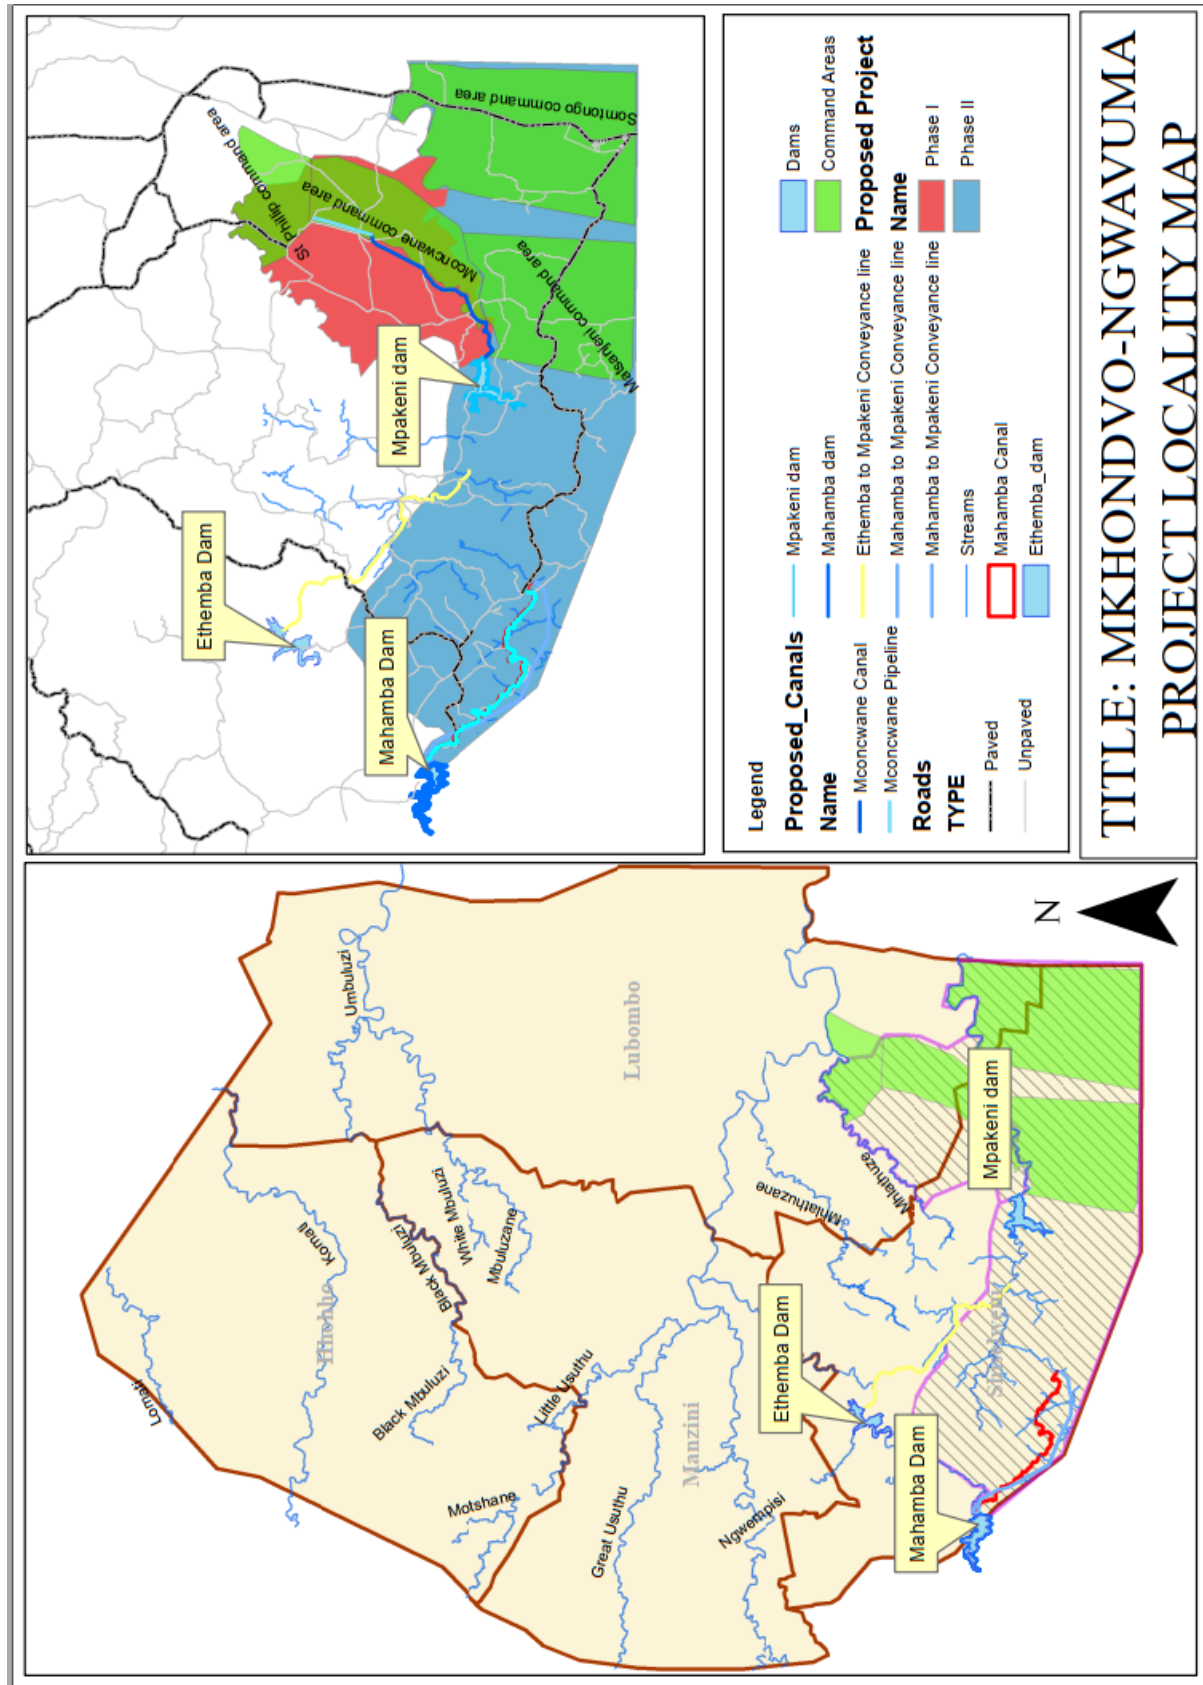 Lomati
Komati
Hhohho
Umbuluzi
Black Mbuluzi
White Mbuluzi
Mbuluzane
Black Mbuluzi
Motshane
Little Usuthu
Great Usuthu
Manzini
Ngwempisi
Lubombo
Mhlathuzane
Mhlathuze
Ethemba Dam
Mahamba Dam
Mpakeni dam
Shiselweni
N
Ethemba Dam
Mahamba Dam
Mpakeni dam
St Phillip command area
Mconcwane command area
Somtongo command area
Matsanjeni command area
Legend
Proposed_Canals
Name
Mconcwane Canal
Mconcwane Pipeline
Roads
TYPE
Paved
Unpaved
Mpakeni dam
Mahamba dam
Ethemba to Mpakeni Conveyance line
Mahamba to Mpakeni Conveyance line
Mahamba to Mpakeni Conveyance line
Streams
Mahamba Canal
Ethemba_dam
Dams
Command Areas
Proposed Project
Name
Phase I
Phase II
TITLE: MKHONDVO-NGWAVUMA
PROJECT LOCALITY MAP